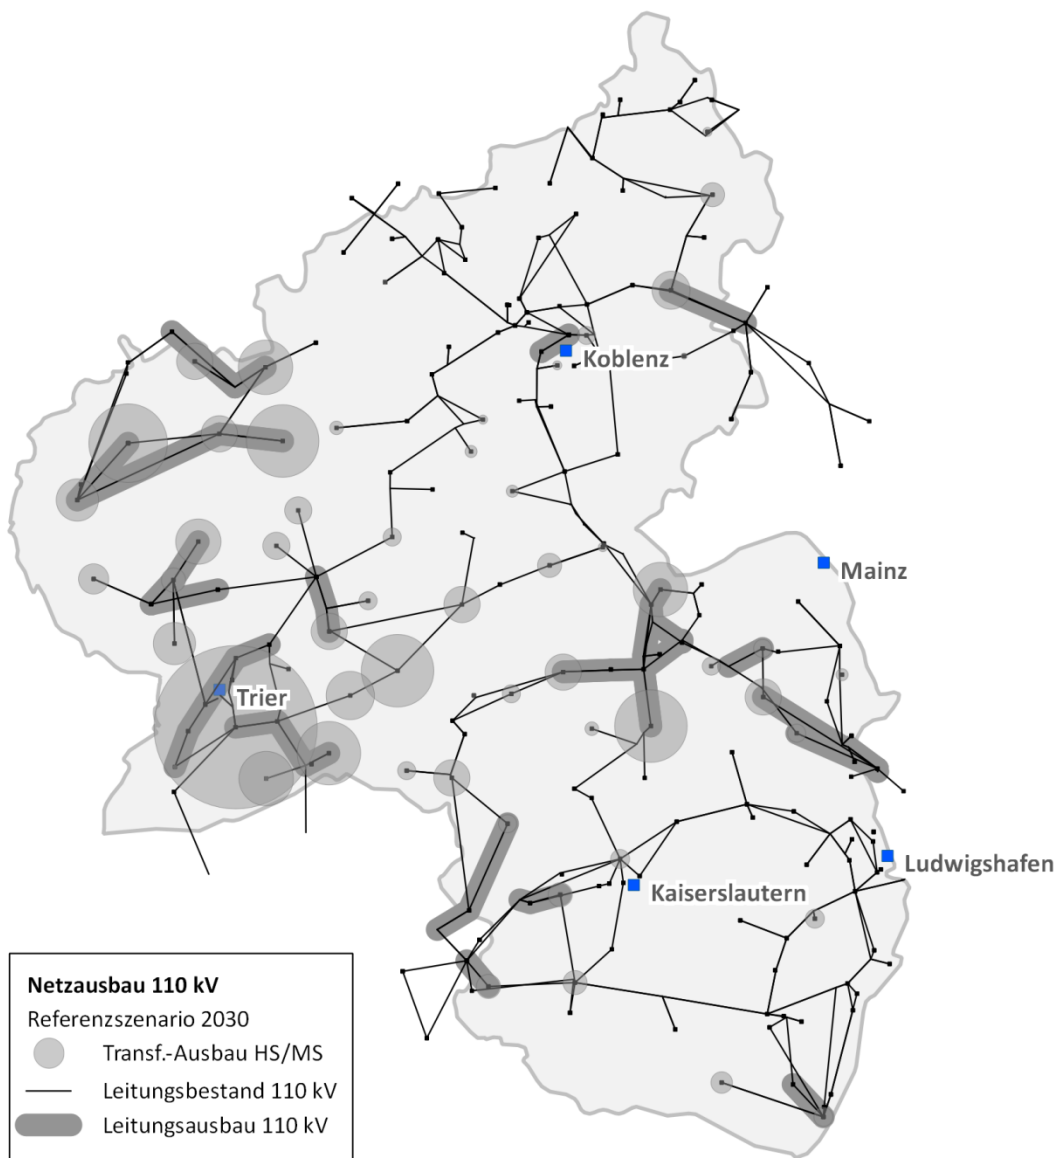 Koblenz
Mainz
Trier
Ludwigshafen
Kaiserslautern
Netzausbau 110 kV
Referenzszenario 2030
Transf.-Ausbau HS/MS
Leitungsbestand 110 kV
Leitungsausbau 110 kV